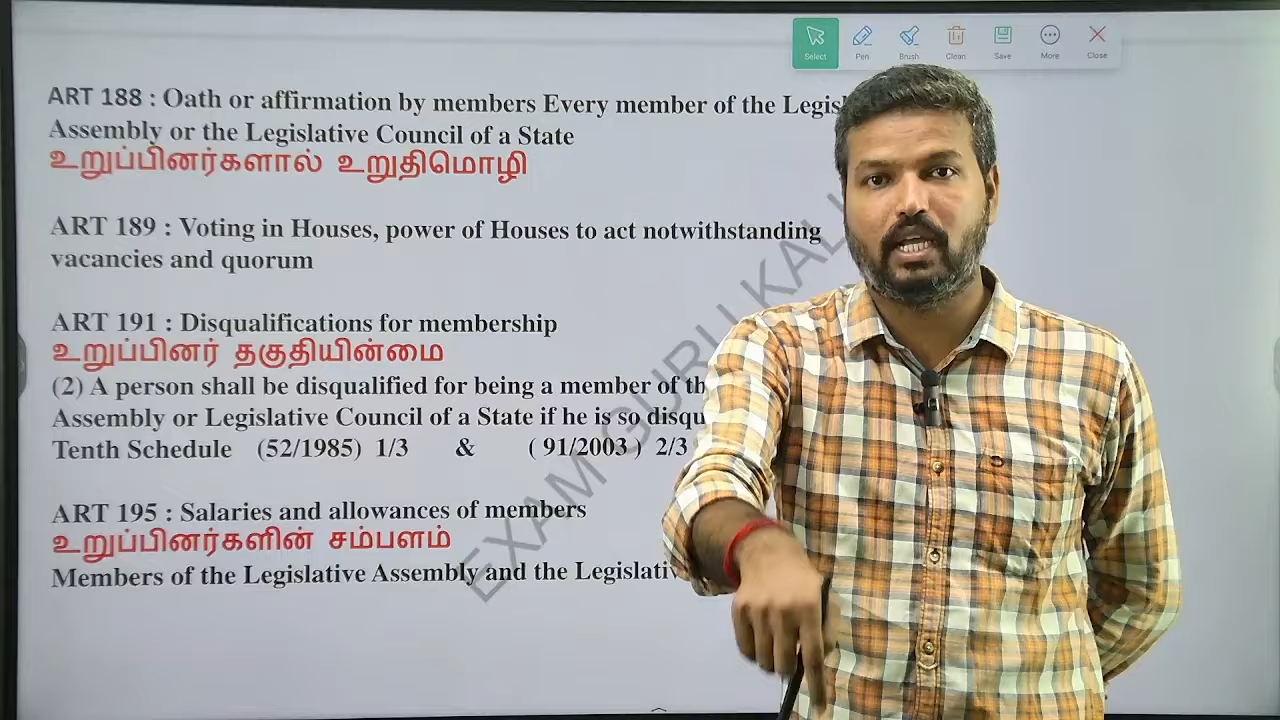 Select Pen Brush Clean Save More Close
ART 188 : Oath or affirmation by members Every member of the
Assembly or the Legislative Council of a State
உறுப்பினர்களால் உறுதிமொழி
ART 189 : Voting in Houses, power of Houses to act notwithstanding
vacancies and quorum
ART 191 : Disqualifications for membership
உறுப்பினர் தகுதியின்மை
(2) A person shall be disqualified for being a member of
Assembly or Legislative Council of a State if he is so
Tenth Schedule (52/1985) 1/3 & ( 91/2003 ) 2/3
ART 195 : Salaries and allowances of members
உறுப்பினர்களின் சம்பளம்
Members of the Legislative Assembly and the
EXAM GURU